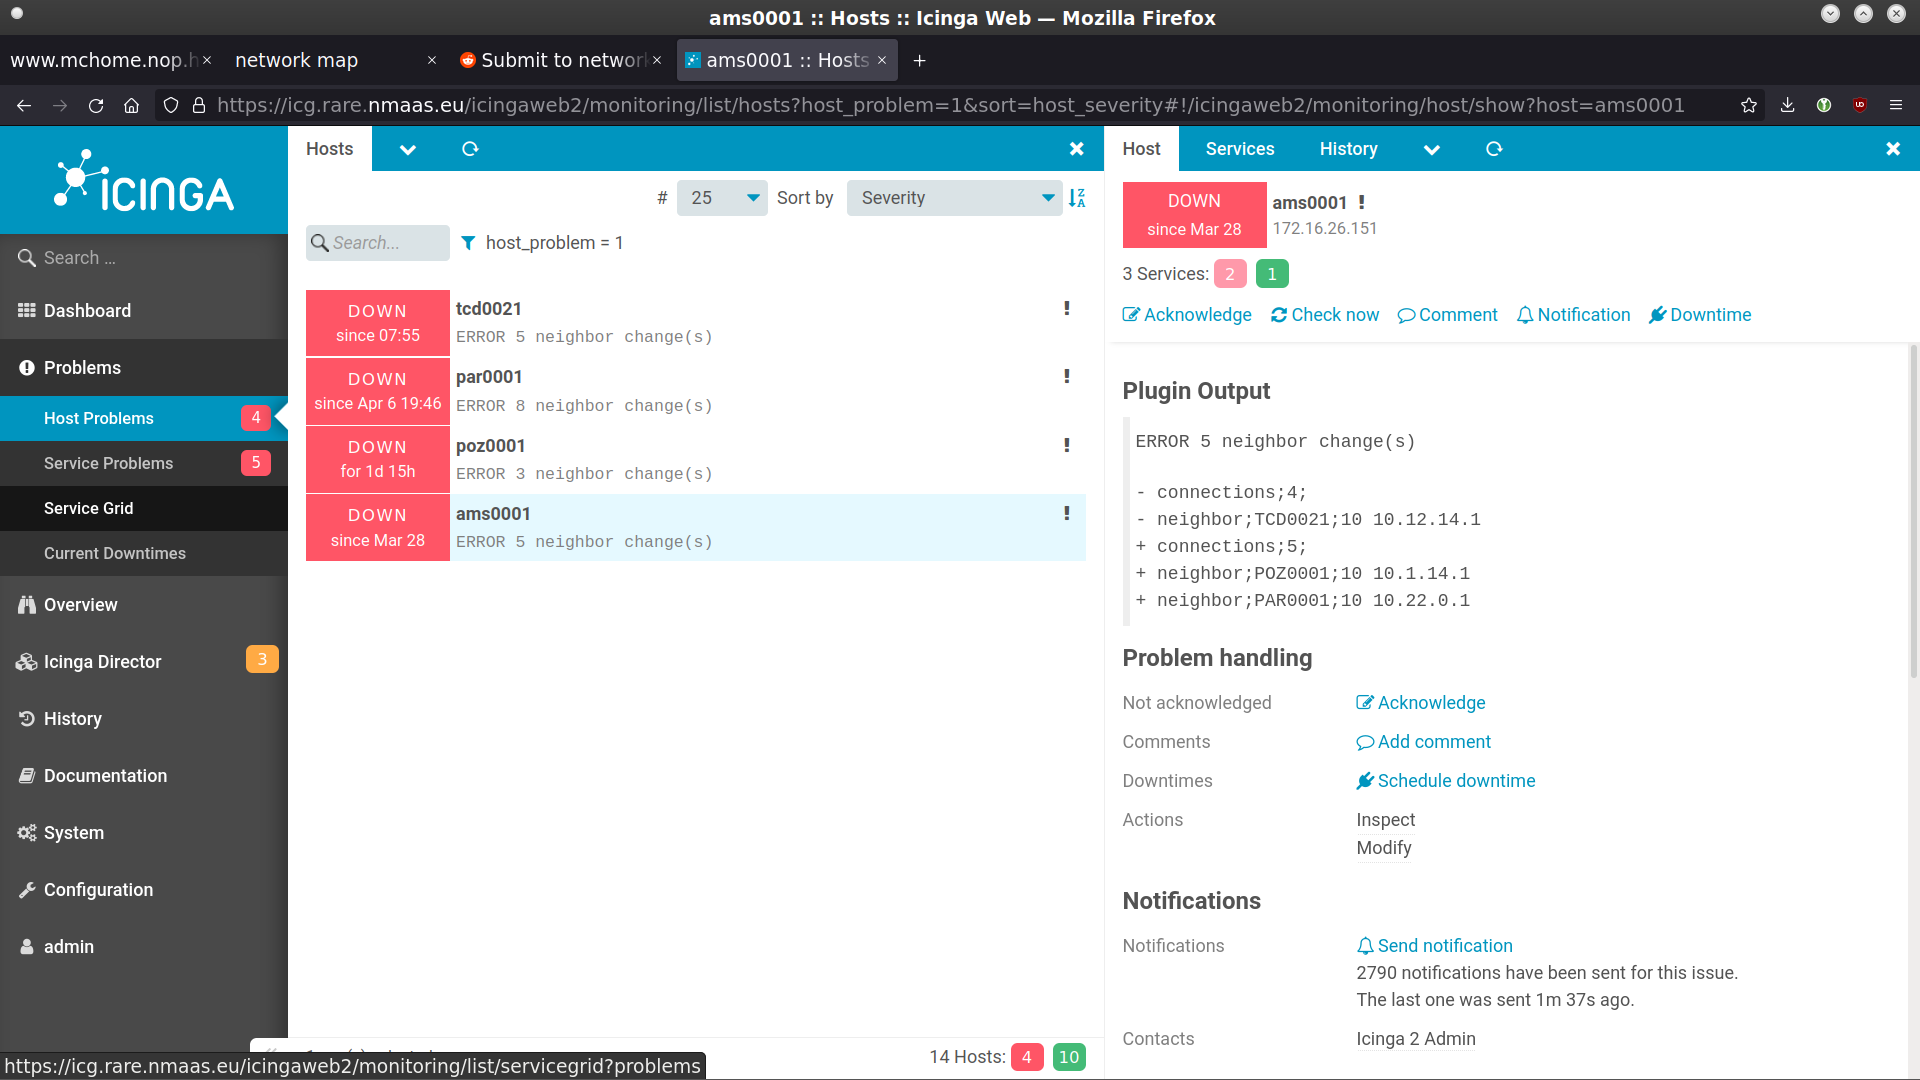 ams0001 :: Hosts :: Icinga Web — Mozilla Firefox
www.mchome.nop.h
network map
Submit to networ
ams0001 :: Hosts
https://icg.rare.nmaas.eu/icingaweb2/monitoring/list/hosts?host_problem=1&sort=host_severity#!/icingaweb2/monitoring/host/show?host=ams0001
ICINGA
Search ...
Dashboard
Problems
Host Problems 4
Service Problems 5
Service Grid
Current Downtimes
Overview
Icinga Director 3
History
Documentation
System
Configuration
admin
Hosts
# 25 Sort by Severity
Search...
host_problem = 1
DOWN
since 07:55
tcd0021 !
ERROR 5 neighbor change(s)
DOWN
since Apr 6 19:46
par0001 !
ERROR 8 neighbor change(s)
DOWN
for 1d 15h
poz0001 !
ERROR 3 neighbor change(s)
DOWN
since Mar 28
ams0001 !
ERROR 5 neighbor change(s)
14 Hosts: 4 10
https://icg.rare.nmaas.eu/icingaweb2/monitoring/list/servicegrid?problems
Host Services History
DOWN
since Mar 28
ams0001 !
172.16.26.151
3 Services: 2 1
Acknowledge Check now Comment Notification Downtime
Plugin Output
ERROR 5 neighbor change(s)
- connections;4;
- neighbor;TCD0021;10 10.12.14.1
+ connections;5;
+ neighbor;POZ0001;10 10.1.14.1
+ neighbor;PAR0001;10 10.22.0.1
Problem handling
Not acknowledged Acknowledge
Comments Add comment
Downtimes Schedule downtime
Actions Inspect
Modify
Notifications
Notifications Send notification
2790 notifications have been sent for this issue.
The last one was sent 1m 37s ago.
Contacts Icinga 2 Admin